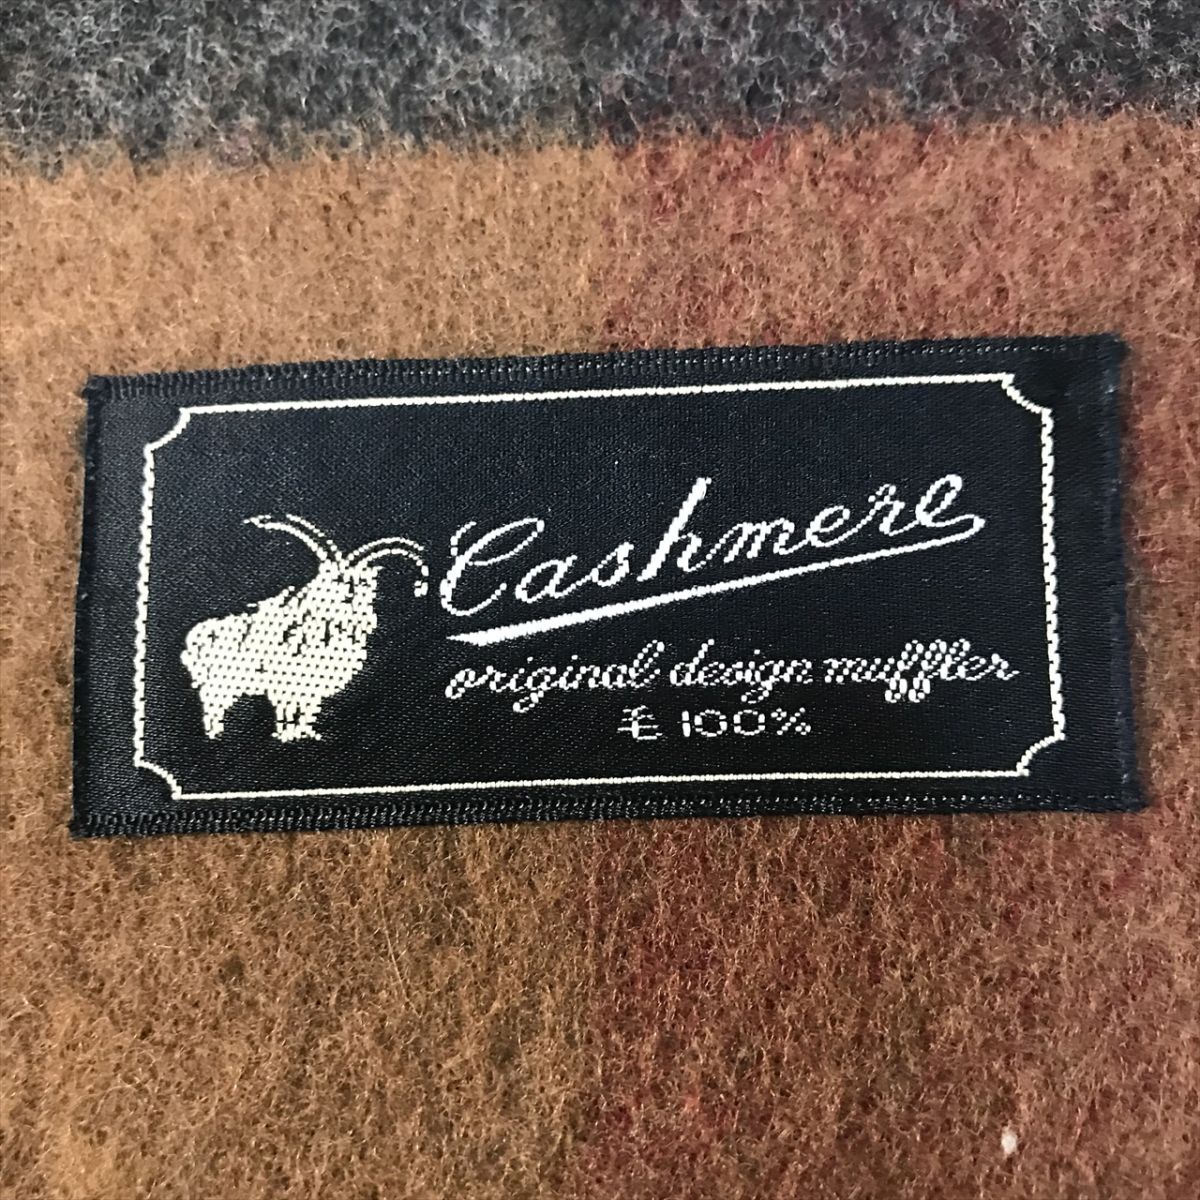 Cashmere
original design muffler
毛 100%